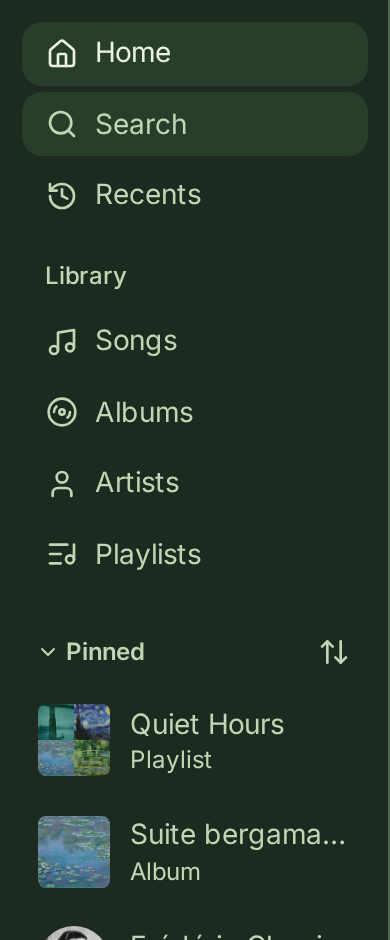 Home
Search
Recents
Library
Songs
Albums
Artists
Playlists
Pinned
Quiet Hours
Playlist
Suite bergama...
Album